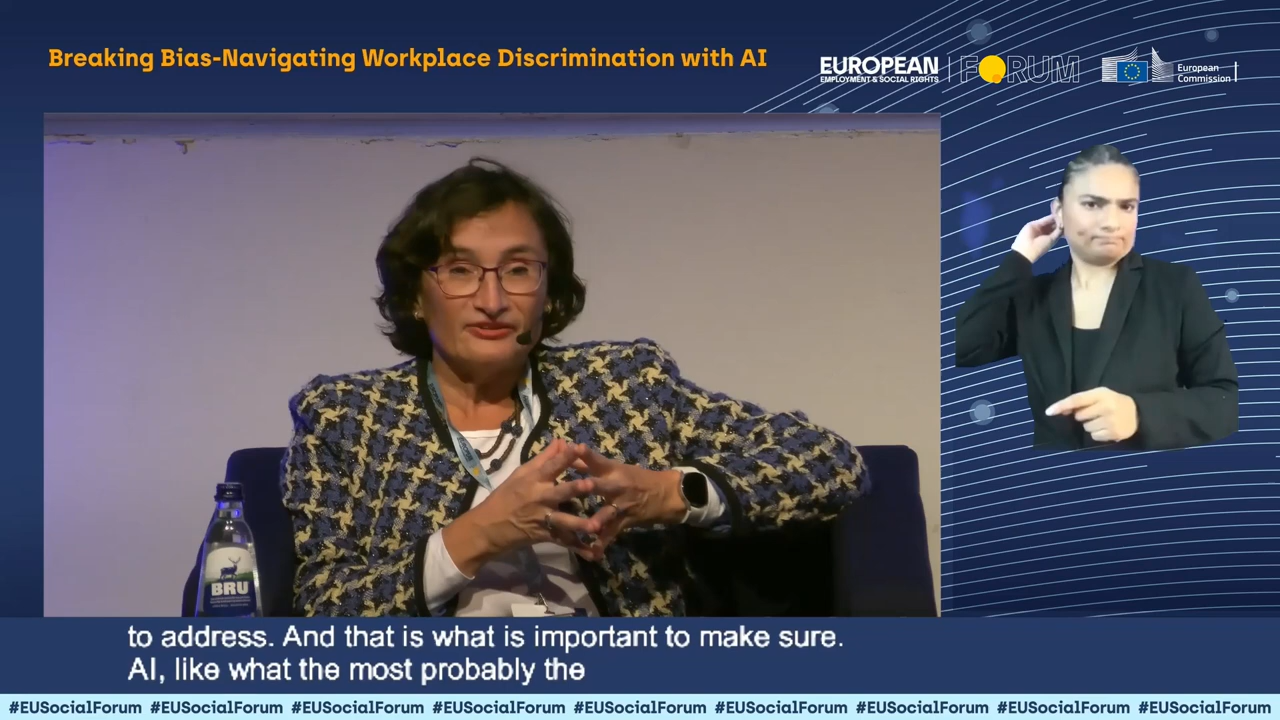 Breaking Bias-Navigating Workplace Discrimination with AI
EUROPEAN
EMPLOYMENT & SOCIAL RIGHTS
FORUM
European
Commission
BRU
to address. And that is what is important to make sure.
AI, like what the most probably the
#EUSocialForum #EUSocialForum #EUSocialForum #EUSocialForum #EUSocialForum #EUSocialForum #EUSocialForum #EUSocialForum #EUSocialForum